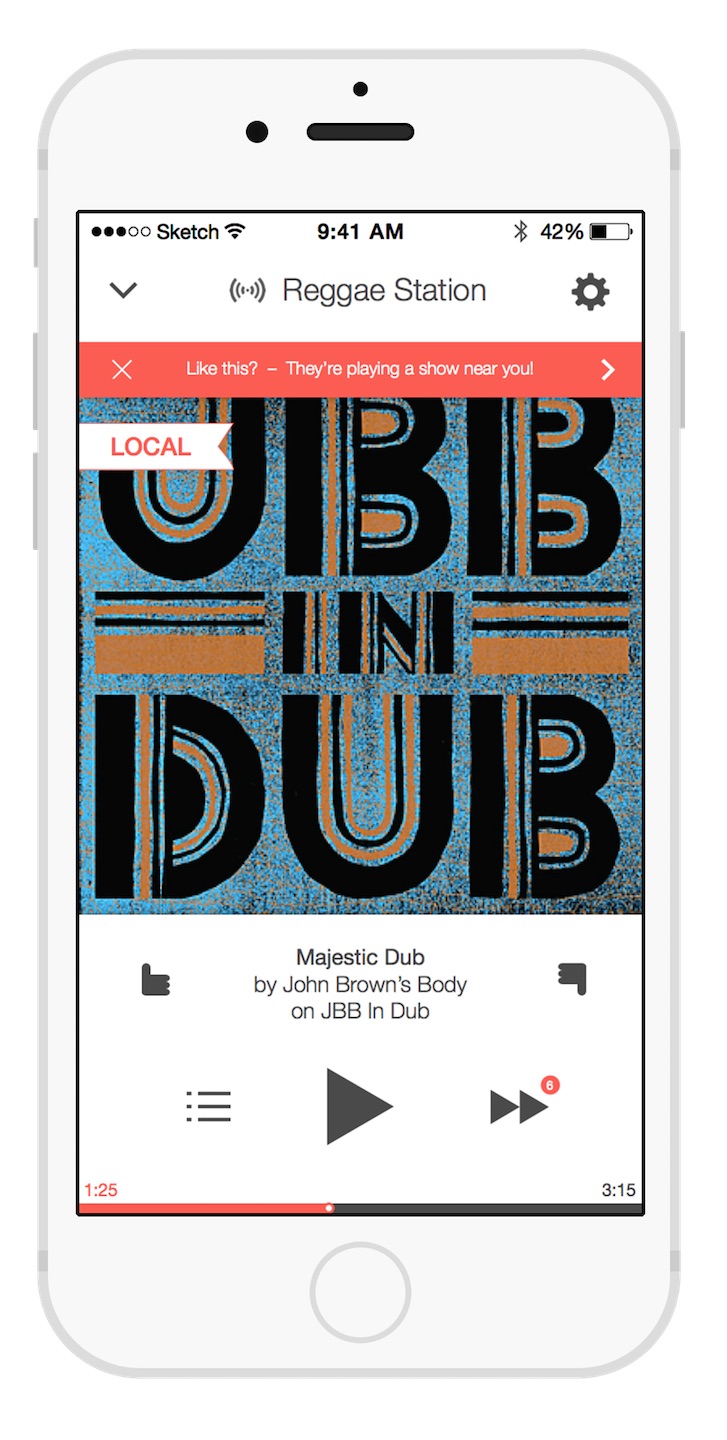 Sketch 9:41 AM 42%
Reggae Station
Like this? – They're playing a show near you!
LOCAL
JBB
IN
DUB
Majestic Dub
by John Brown's Body
on JBB In Dub
6
1:25 3:15